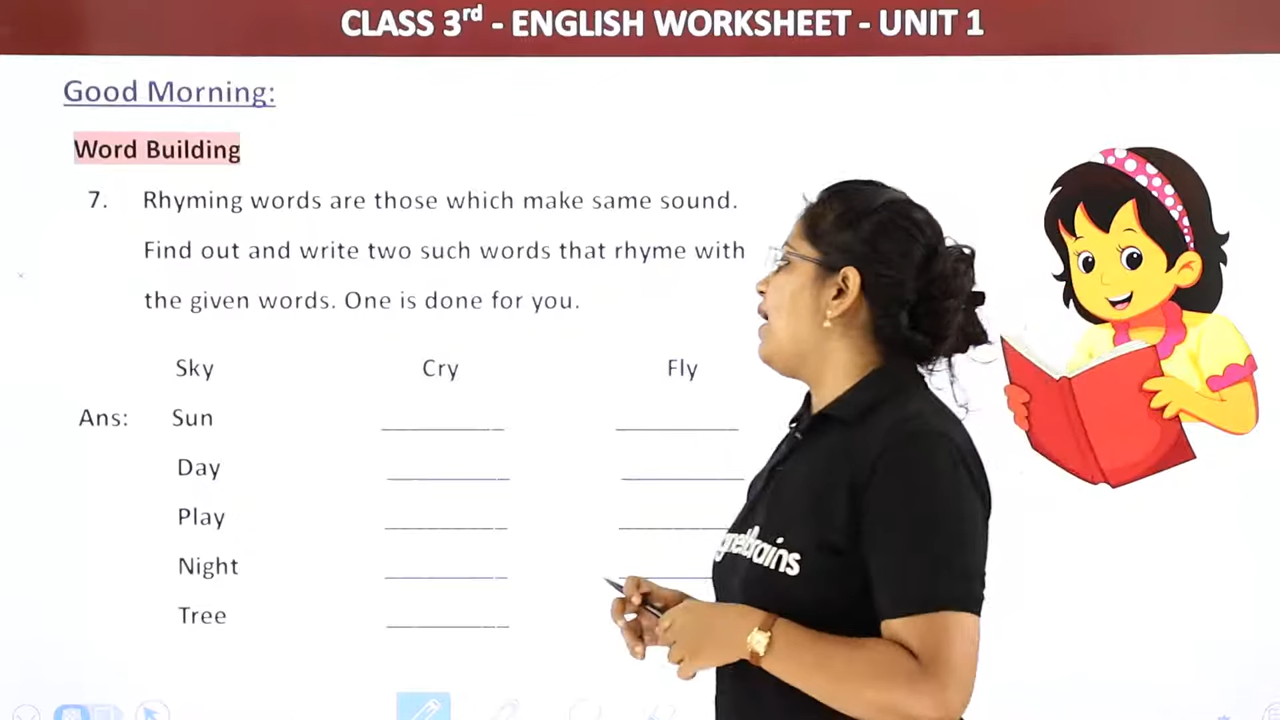 CLASS 3rd - ENGLISH WORKSHEET - UNIT 1
Good Morning:
Word Building
7. Rhyming words are those which make same sound.
Find out and write two such words that rhyme with
the given words. One is done for you.
Sky Cry Fly
Ans: Sun
Day
Play
Night
Tree